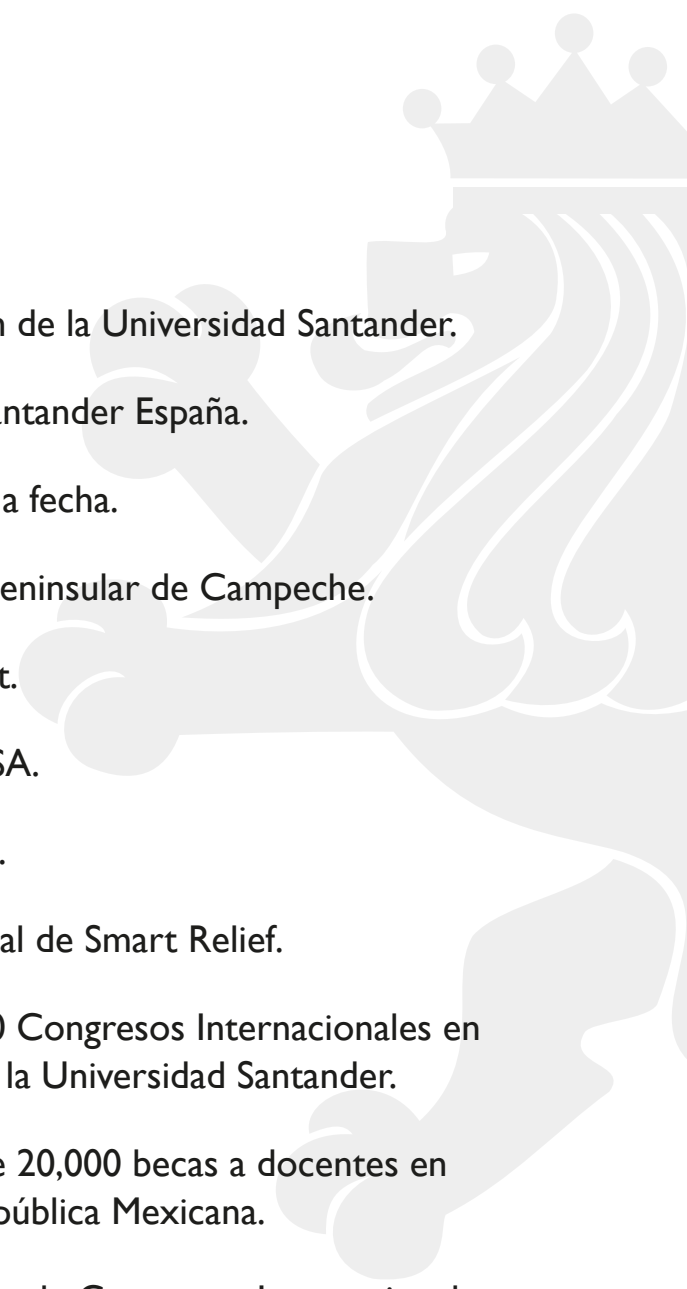 n de la Universidad Santander.
antander España.
a fecha.
eninsular de Campeche.
t.
SA.
.
al de Smart Relief.
0 Congresos Internacionales en
la Universidad Santander.
e 20,000 becas a docentes en
pública Mexicana.